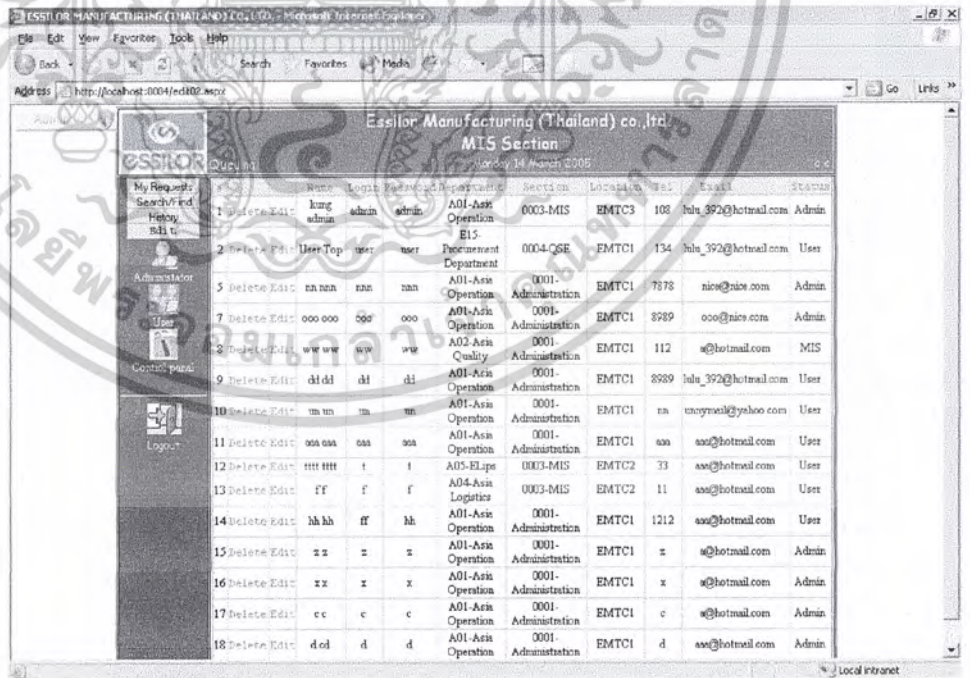 ESSILOR MANUFACTURING (THAILAND) CO., LTD. - Microsoft Internet Explorer
File Edit View Favorites Tools Help
Back Search Favorites Media
Address http://localhost:8084/edit02.aspx Go Links
essilor
Essilor Manufacturing (Thailand) co.,ltd
MIS Section
Queuing Monday 14 March 2005
My Requests
Search/Find
History
Administator
User
Control panal
Logout
Name Login Password Department Section Location Tel Email Status
1 Delete Edit kung admin admin admin A01-Asia Operation 0003-MIS EMTC3 108 lulu_392@hotmail.com Admin
2 Delete Edit User Top user user E15-Procurement Department 0004-QSE EMTC1 134 lulu_392@hotmail.com User
5 Delete Edit nn nnn nnn nnn A01-Asia Operation 0001-Administration EMTC1 7878 nice@nice.com Admin
7 Delete Edit ooo ooo ooo ooo A01-Asia Operation 0001-Administration EMTC1 8989 ooo@nice.com Admin
8 Delete Edit ww ww ww ww A02-Asia Quality 0001-Administration EMTC1 112 a@hotmail.com MIS
9 Delete Edit dd dd dd dd A01-Asia Operation 0001-Administration EMTC1 8989 lulu_392@hotmail.com User
10 Delete Edit A01-Asia Operation 0001-Administration EMTC1 User
11 Delete Edit aaa aaa aaa aaa A01-Asia Operation 0001-Administration EMTC1 aaa aaa@hotmail.com User
12 Delete Edit tttt tttt t t A05-ELips 0003-MIS EMTC2 33 aaa@hotmail.com User
13 Delete Edit f f f f A04-Asia Logistics 0003-MIS EMTC2 11 aaa@hotmail.com User
14 Delete Edit hh hh ff hh A01-Asia Operation 0001-Administration EMTC1 1212 aaa@hotmail.com User
15 Delete Edit z z z z A01-Asia Operation 0001-Administration EMTC1 z a@hotmail.com Admin
16 Delete Edit x x x x A01-Asia Operation 0001-Administration EMTC1 x a@hotmail.com Admin
17 Delete Edit c c c c A01-Asia Operation 0001-Administration EMTC1 c a@hotmail.com Admin
18 Delete Edit d cd d d A01-Asia Operation 0001-Administration EMTC1 d aaa@hotmail.com Admin
Local intranet